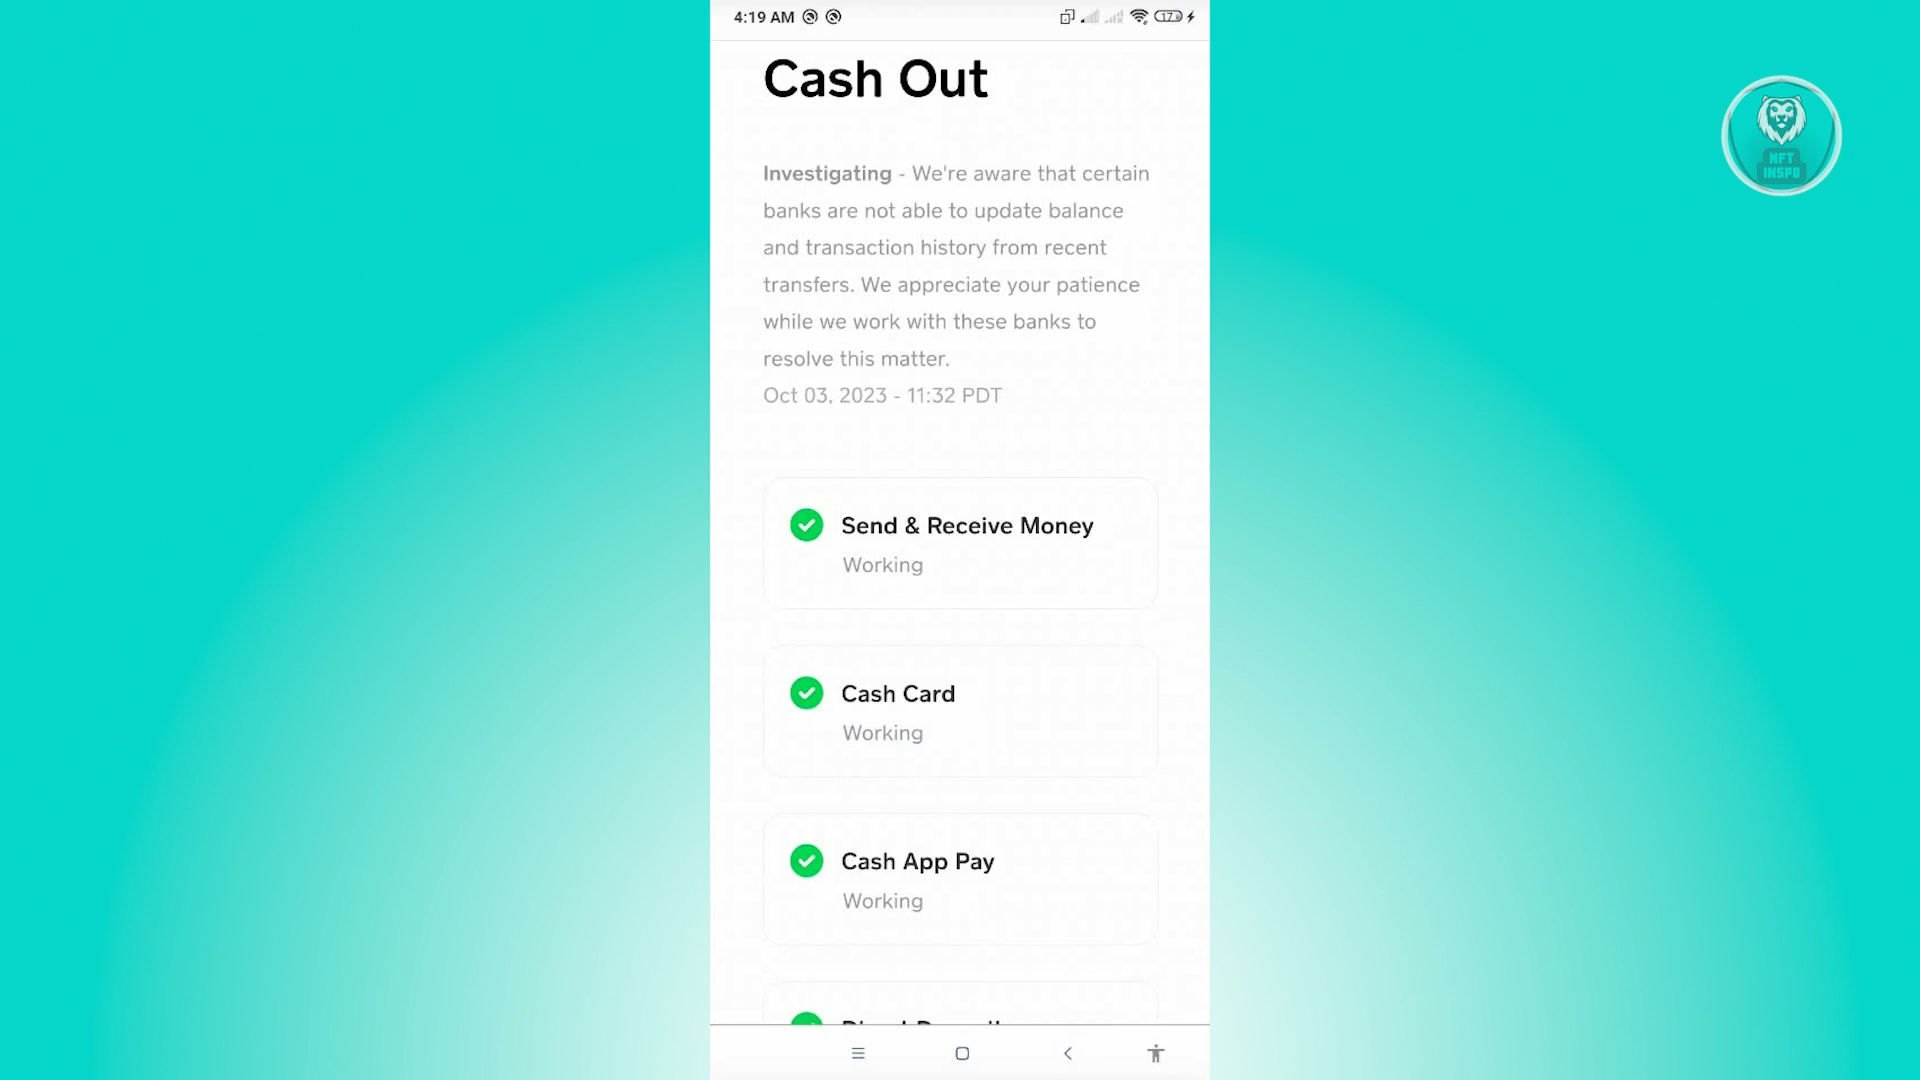 4:19 AM
17
Cash Out
Investigating - We're aware that certain
banks are not able to update balance
and transaction history from recent
transfers. We appreciate your patience
while we work with these banks to
resolve this matter.
Oct 03, 2023 - 11:32 PDT
Send & Receive Money
Working
Cash Card
Working
Cash App Pay
Working
NFT
INSPO